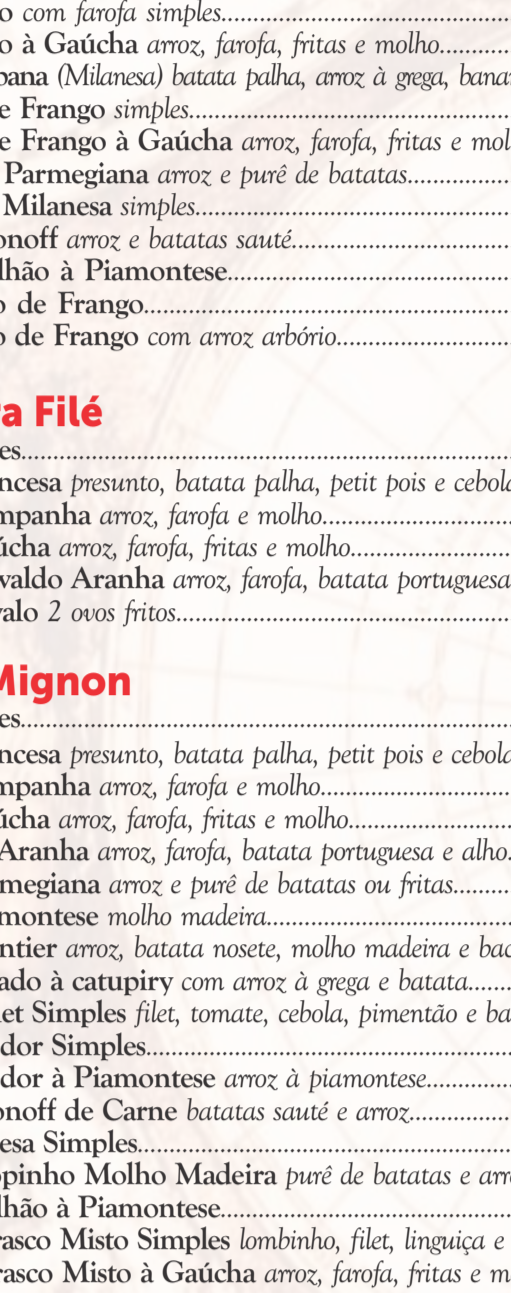 o com farofa simples
o à Gaúcha arroz, farofa, fritas e molho
bana (Milanesa) batata palha, arroz à grega, bana
e Frango simples
e Frango à Gaúcha arroz, farofa, fritas e mol
Parmegiana arroz e purê de batatas
Milanesa simples
onoff arroz e batatas sauté
lhão à Piamontese
o de Frango
o de Frango com arroz arbório
ra Filé
es
ncesa presunto, batata palha, petit pois e cebola
mpanha arroz, farofa e molho
úcha arroz, farofa, fritas e molho
valdo Aranha arroz, farofa, batata portuguesa
valo 2 ovos fritos
Mignon
es
ncesa presunto, batata palha, petit pois e cebola
mpanha arroz, farofa e molho
úcha arroz, farofa, fritas e molho
Aranha arroz, farofa, batata portuguesa e alho
megiana arroz e purê de batatas ou fritas
montese molho madeira
ntier arroz, batata nosete, molho madeira e bac
ado à catupiry com arroz à grega e batata
let Simples filet, tomate, cebola, pimentão e ba
dor Simples
dor à Piamontese arroz à piamontese
onoff de Carne batatas sauté e arroz
esa Simples
opinho Molho Madeira purê de batatas e arro
lhão à Piamontese
rasco Misto Simples lombinho, filet, linguiça e
rasco Misto à Gaúcha arroz, farofa, fritas e m